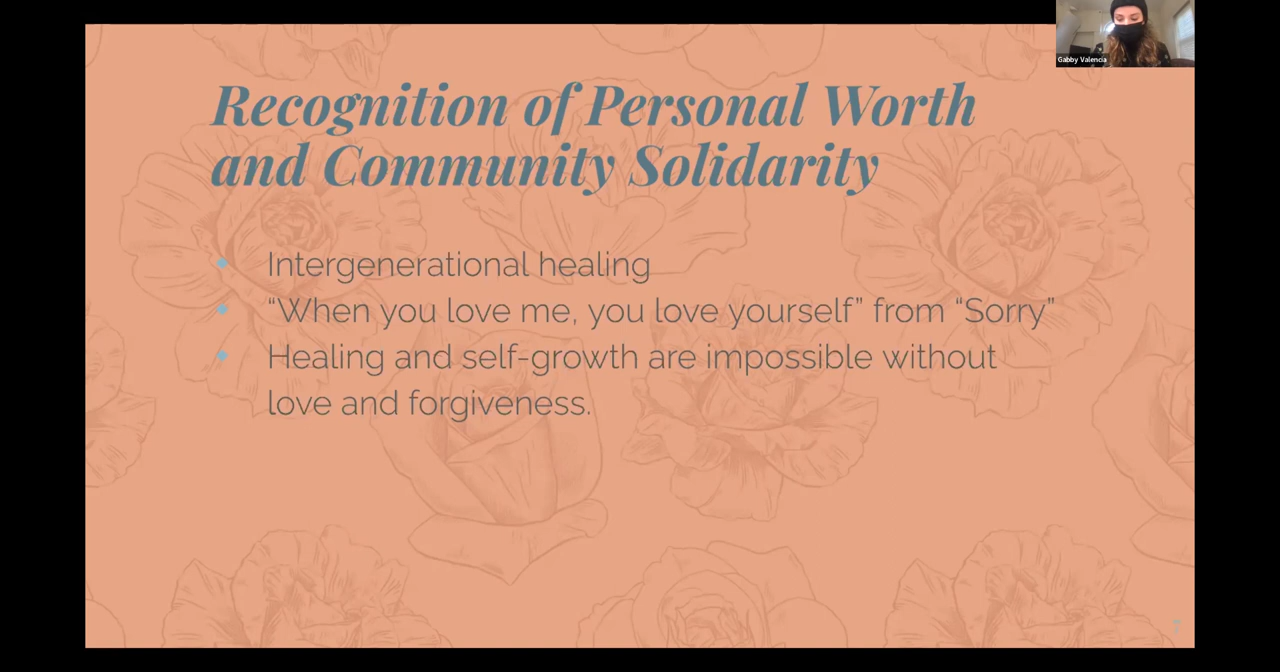 Gabby Valencia
Recognition of Personal Worth
and Community Solidarity
Intergenerational healing
“When you love me, you love yourself” from “Sorry”
Healing and self-growth are impossible without
love and forgiveness.